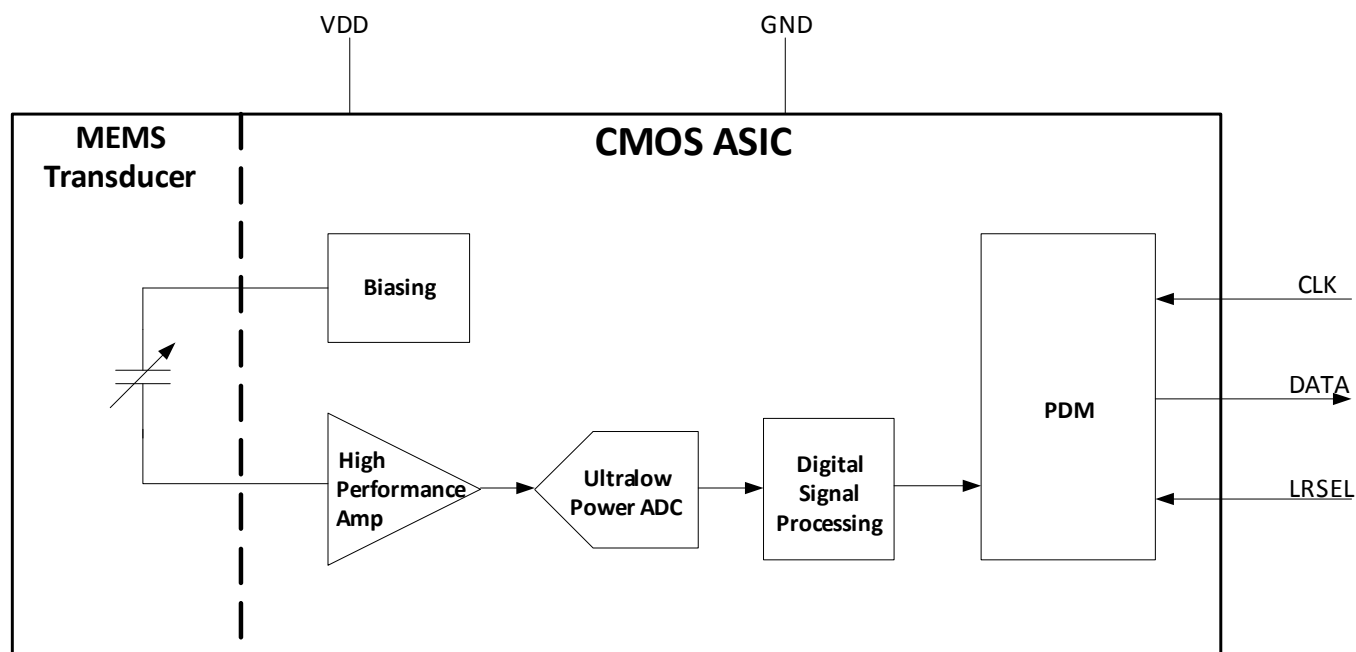 VDD
GND
MEMS
Transducer
CMOS ASIC
Biasing
CLK
DATA
PDM
High
Performance
Amp
Ultralow
Power ADC
Digital
Signal
Processing
LRSEL